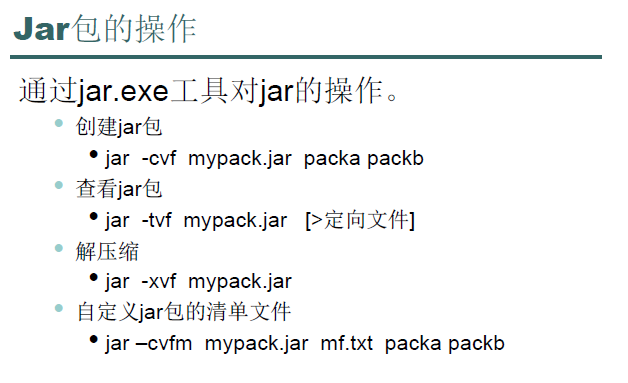 Jar包的操作
通过jar.exe工具对jar的操作。
创建jar包
jar -cvf mypack.jar packa packb
查看jar包
jar -tvf mypack.jar [>定向文件]
解压缩
jar -xvf mypack.jar
自定义jar包的清单文件
jar –cvfm mypack.jar mf.txt packa packb